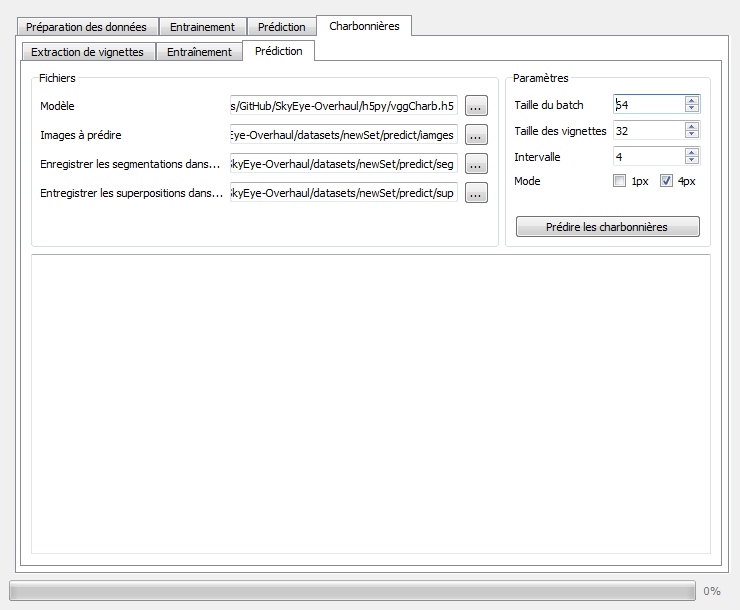 Préparation des données Entrainement Prédiction Charbonnières
Extraction de vignettes Entraînement Prédiction
Fichiers
Modèle s/GitHub/SkyEye-Overhaul/h5py/vggCharb.h5 ...
Images à prédire Eye-Overhaul/datasets/newSet/predict/iamges ...
Enregistrer les segmentations dans... SkyEye-Overhaul/datasets/newSet/predict/seg ...
Entregistrer les superpositions dans... SkyEye-Overhaul/datasets/newSet/predict/sup ...
Paramètres
Taille du batch 64
Taille des vignettes 32
Intervalle 4
Mode 1px 4px
Prédire les charbonnières
0%